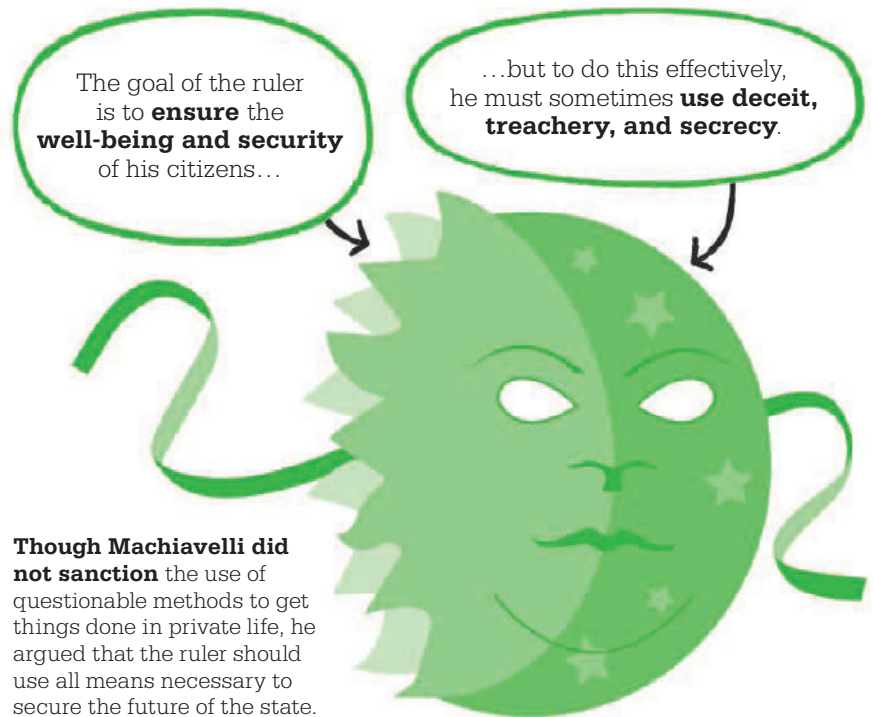 The goal of the ruler
is to ensure the
well-being and security
of his citizens…
…but to do this effectively,
he must sometimes use deceit,
treachery, and secrecy.
Though Machiavelli did
not sanction the use of
questionable methods to get
things done in private life, he
argued that the ruler should
use all means necessary to
secure the future of the state.